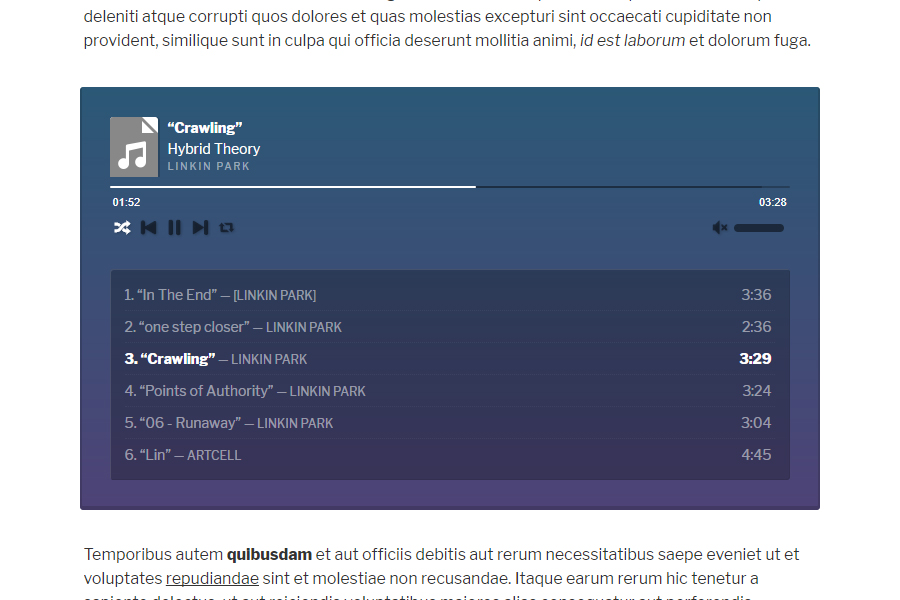 deleniti atque corrupti quos dolores et quas molestias excepturi sint occaecati cupiditate non
provident, similique sunt in culpa qui officia deserunt mollitia animi, id est laborum et dolorum fuga.
“Crawling”
Hybrid Theory
LINKIN PARK
01:52 03:28
1. “In The End” — [LINKIN PARK] 3:36
2. “one step closer” — LINKIN PARK 2:36
3. “Crawling” — LINKIN PARK 3:29
4. “Points of Authority” — LINKIN PARK 3:24
5. “06 - Runaway” — LINKIN PARK 3:04
6. “Lin” — ARTCELL 4:45
Temporibus autem quibusdam et aut officiis debitis aut rerum necessitatibus saepe eveniet ut et
voluptates repudiandae sint et molestiae non recusandae. Itaque earum rerum hic tenetur a